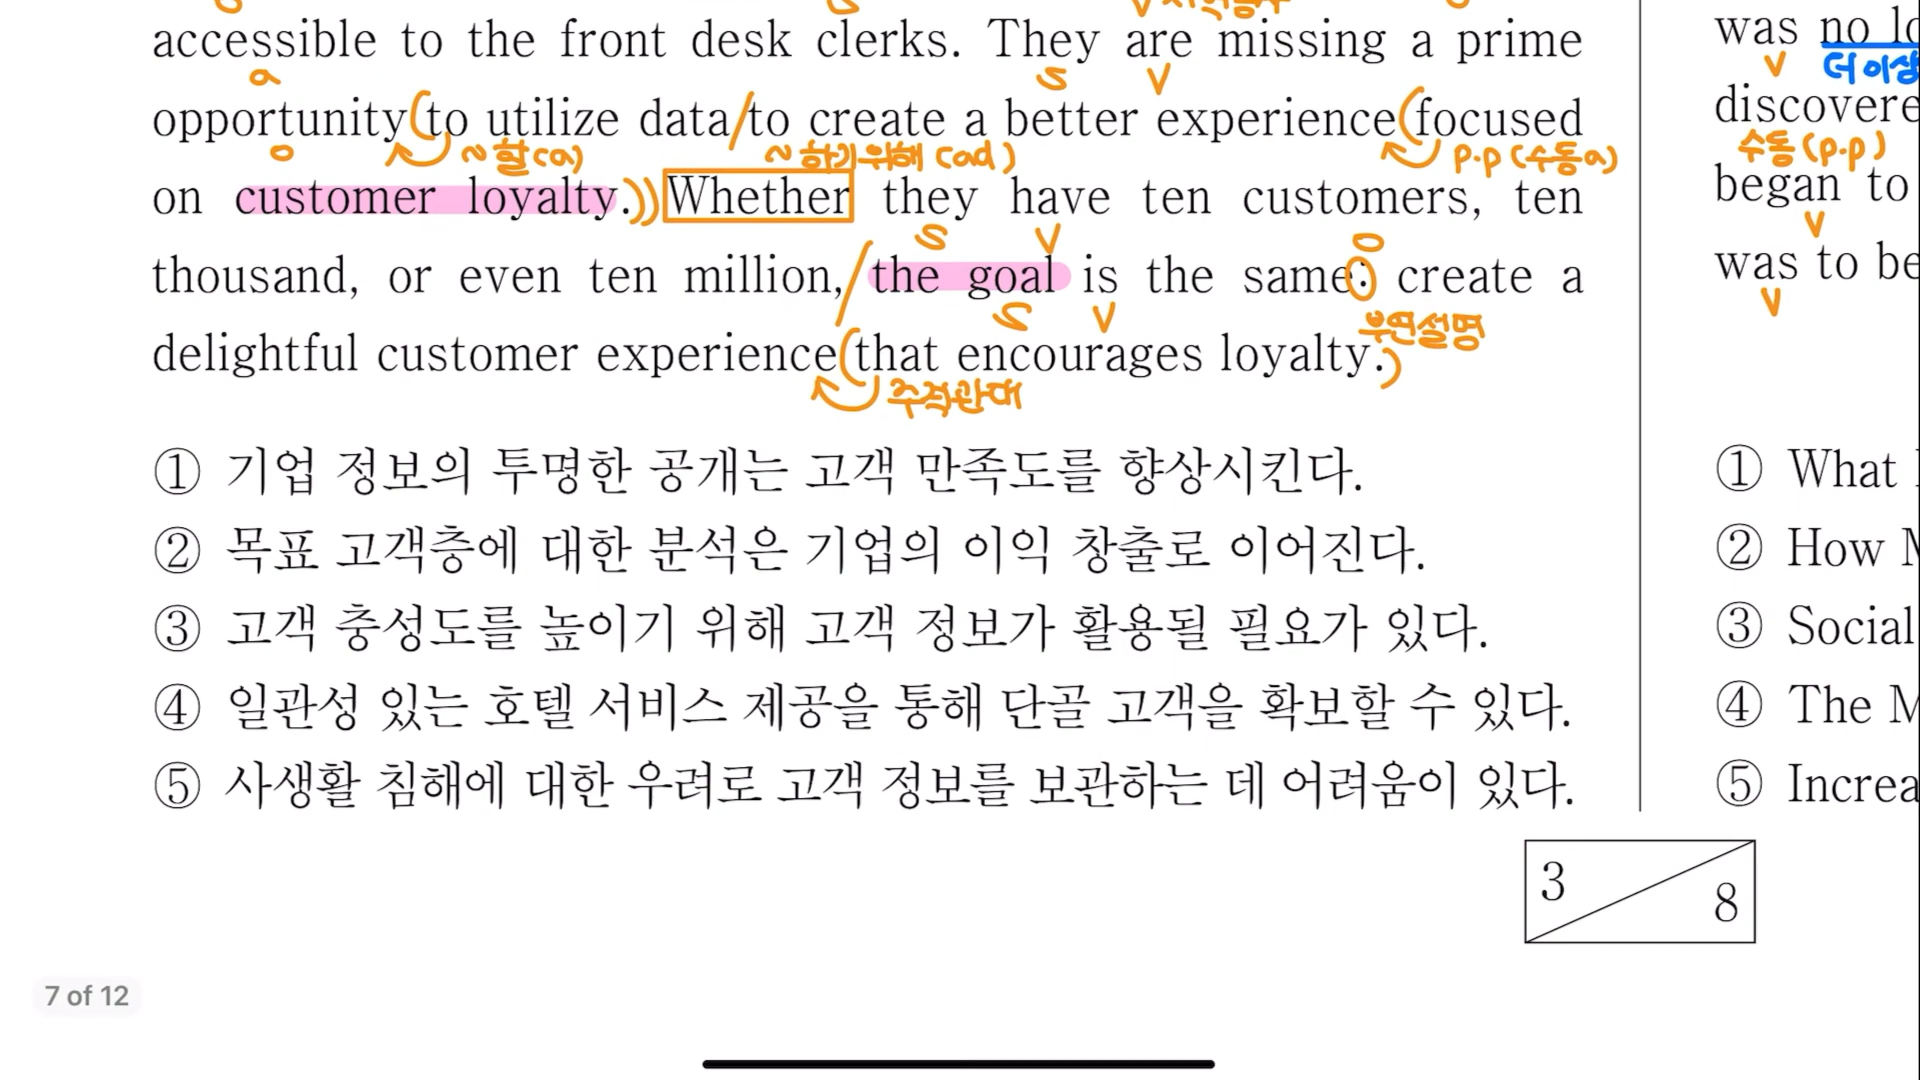 accessible to the front desk clerks. They are missing a prime
a s v
opportunity(to utilize data/to create a better experience(focused
o ~할(a) ~하기위해(ad) p.p(수동a)
on customer loyalty.)) Whether they have ten customers, ten
s v o
thousand, or even ten million,/the goal is the same: create a
s v 부연설명
delightful customer experience(that encourages loyalty.)
주격관대
① 기업 정보의 투명한 공개는 고객 만족도를 향상시킨다.
② 목표 고객층에 대한 분석은 기업의 이익 창출로 이어진다.
③ 고객 충성도를 높이기 위해 고객 정보가 활용될 필요가 있다.
④ 일관성 있는 호텔 서비스 제공을 통해 단골 고객을 확보할 수 있다.
⑤ 사생활 침해에 대한 우려로 고객 정보를 보관하는 데 어려움이 있다.
3 8
7 of 12
was no
v 더이상
discovere
수동(p.p)
began to
v
was to be
v
① What
② How
③ Social
④ The
⑤ Increa